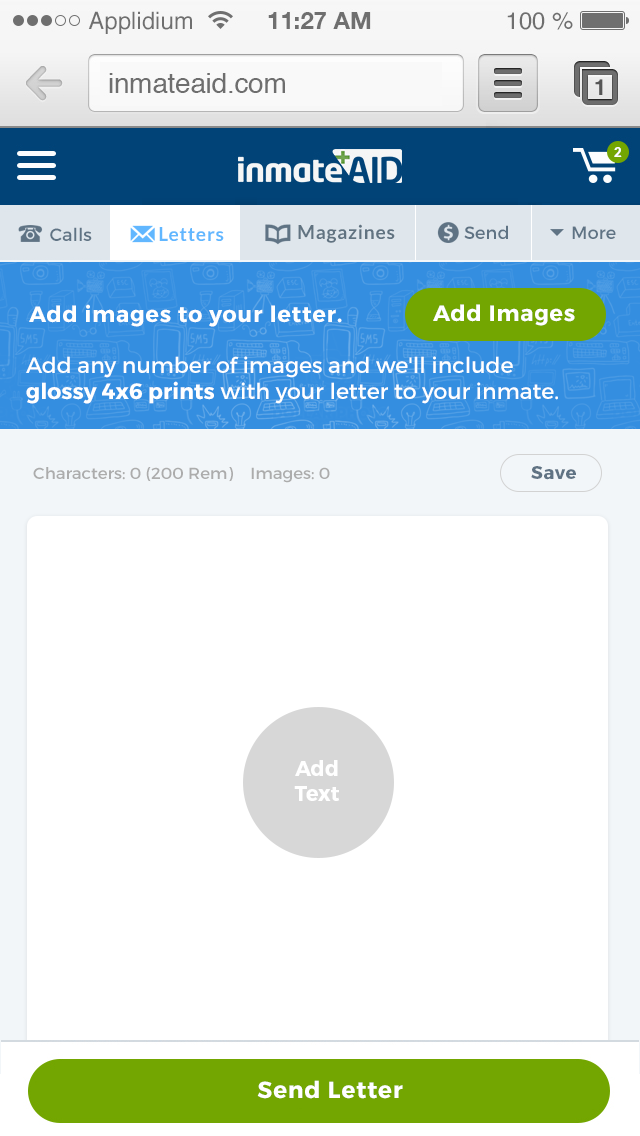 Applidium 11:27 AM 100 %
inmateaid.com 1
inmate+AID 2
Calls Letters Magazines $ Send More
Add images to your letter. Add Images
Add any number of images and we'll include
glossy 4x6 prints with your letter to your inmate.
Characters: 0 (200 Rem) Images: 0 Save
Add
Text
Send Letter